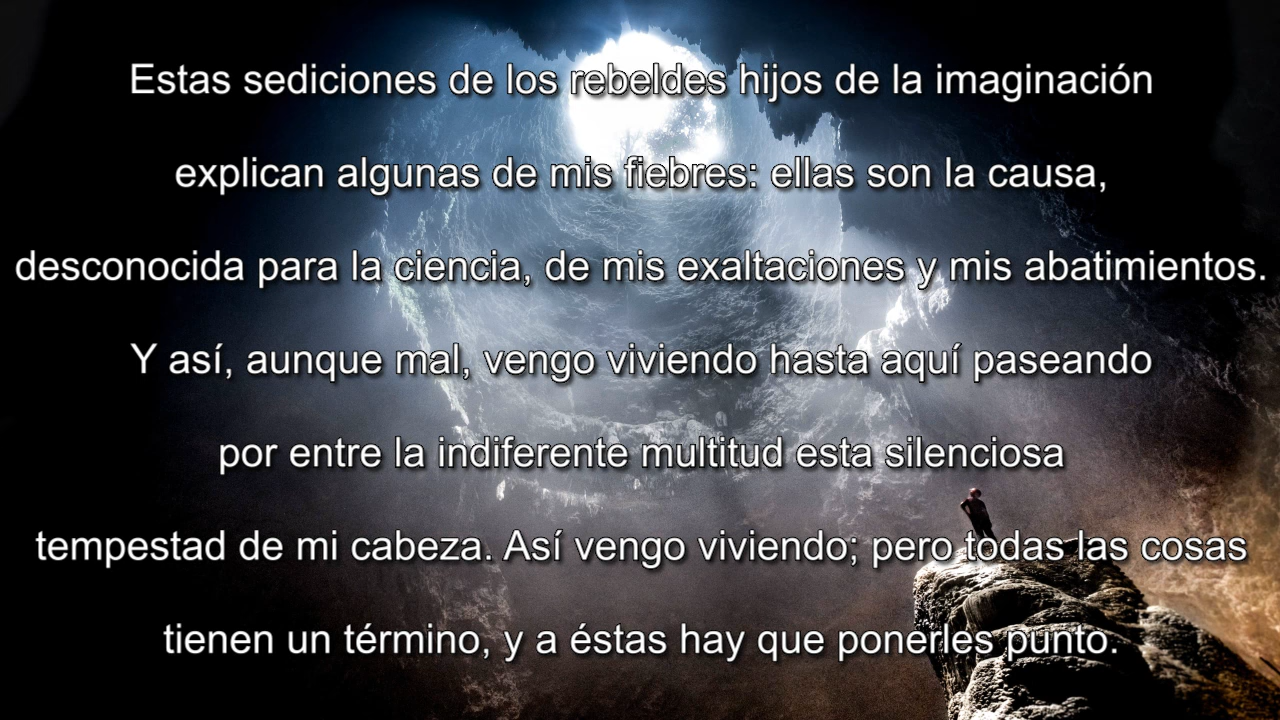 Estas sediciones de los rebeldes hijos de la imaginación
explican algunas de mis fiebres: ellas son la causa,
desconocida para la ciencia, de mis exaltaciones y mis abatimientos.
Y así, aunque mal, vengo viviendo hasta aquí paseando
por entre la indiferente multitud esta silenciosa
tempestad de mi cabeza. Así vengo viviendo; pero todas las cosas
tienen un término, y a éstas hay que ponerles punto.